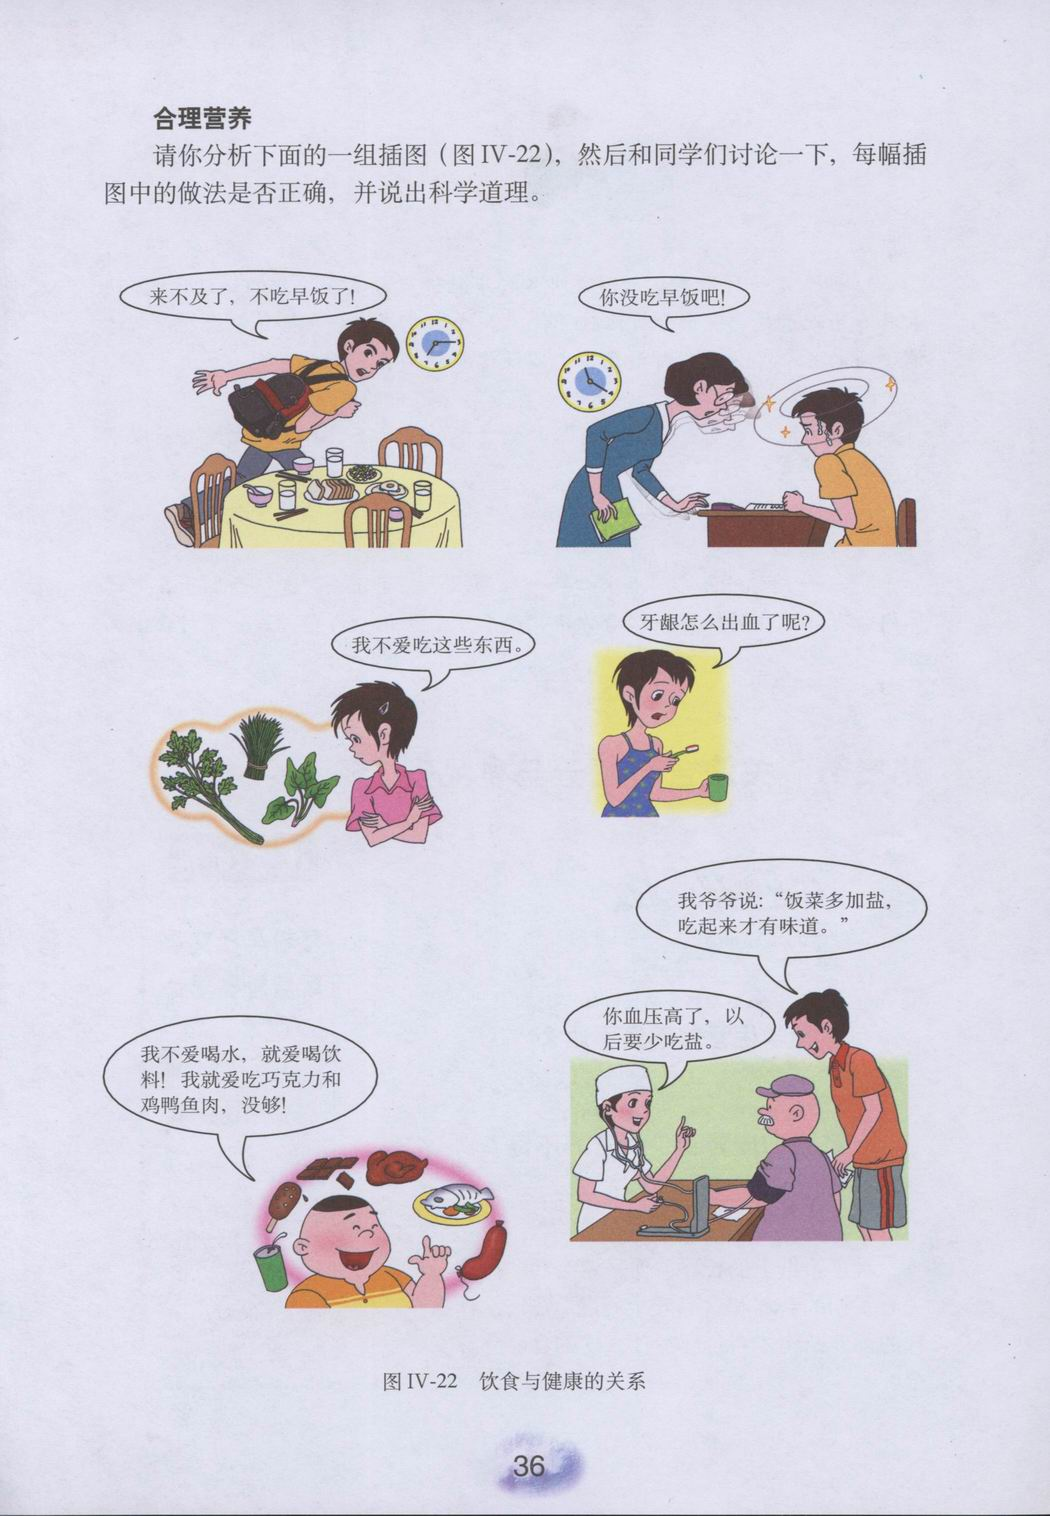 合理营养
请你分析下面的一组插图（图IV-22），然后和同学们讨论一下，每幅插
图中的做法是否正确，并说出科学道理。
来不及了，不吃早饭了！
你没吃早饭吧！
我不爱吃这些东西。
牙龈怎么出血了呢？
我爷爷说：“饭菜多加盐，
吃起来才有味道。”
你血压高了，以
后要少吃盐。
我不爱喝水，就爱喝饮
料！我就爱吃巧克力和
鸡鸭鱼肉，没够！
图IV-22　饮食与健康的关系
36